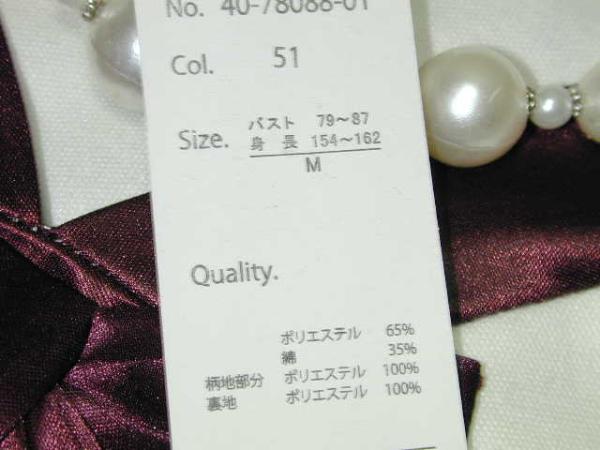 No. 40-78088-01
Col. 51
Size. バスト 79〜87
身長 154〜162
M
Quality.
ポリエステル 65%
綿 35%
柄地部分 ポリエステル 100%
裏地 ポリエステル 100%